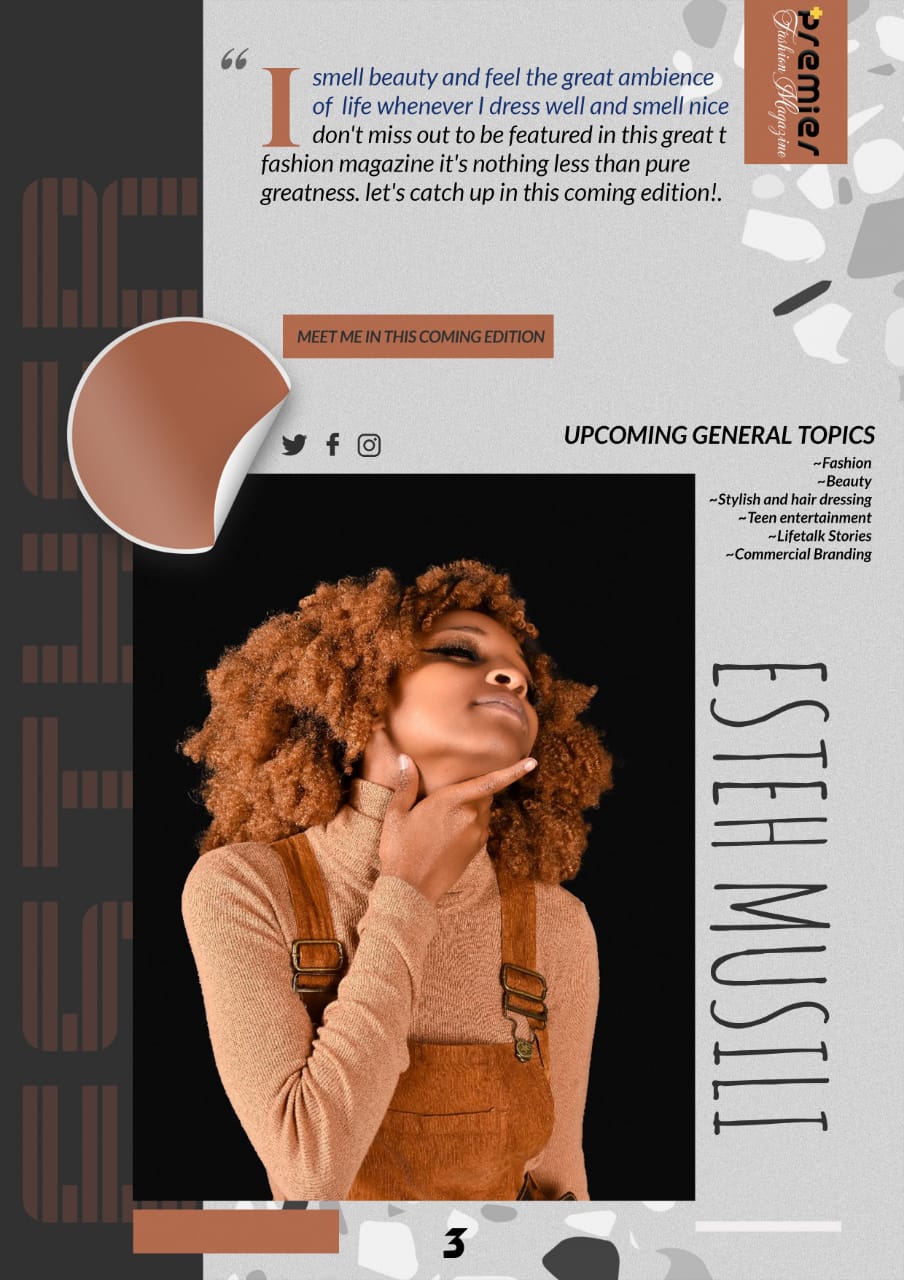 “
I smell beauty and feel the great ambience
of life whenever I dress well and smell nice
don't miss out to be featured in this great t
fashion magazine it's nothing less than pure
greatness. let's catch up in this coming edition!.
premier
Fashion Magazine
MEET ME IN THIS COMING EDITION
UPCOMING GENERAL TOPICS
~Fashion
~Beauty
~Stylish and hair dressing
~Teen entertainment
~Lifetalk Stories
~Commercial Branding
ESTEH MUSILI
3